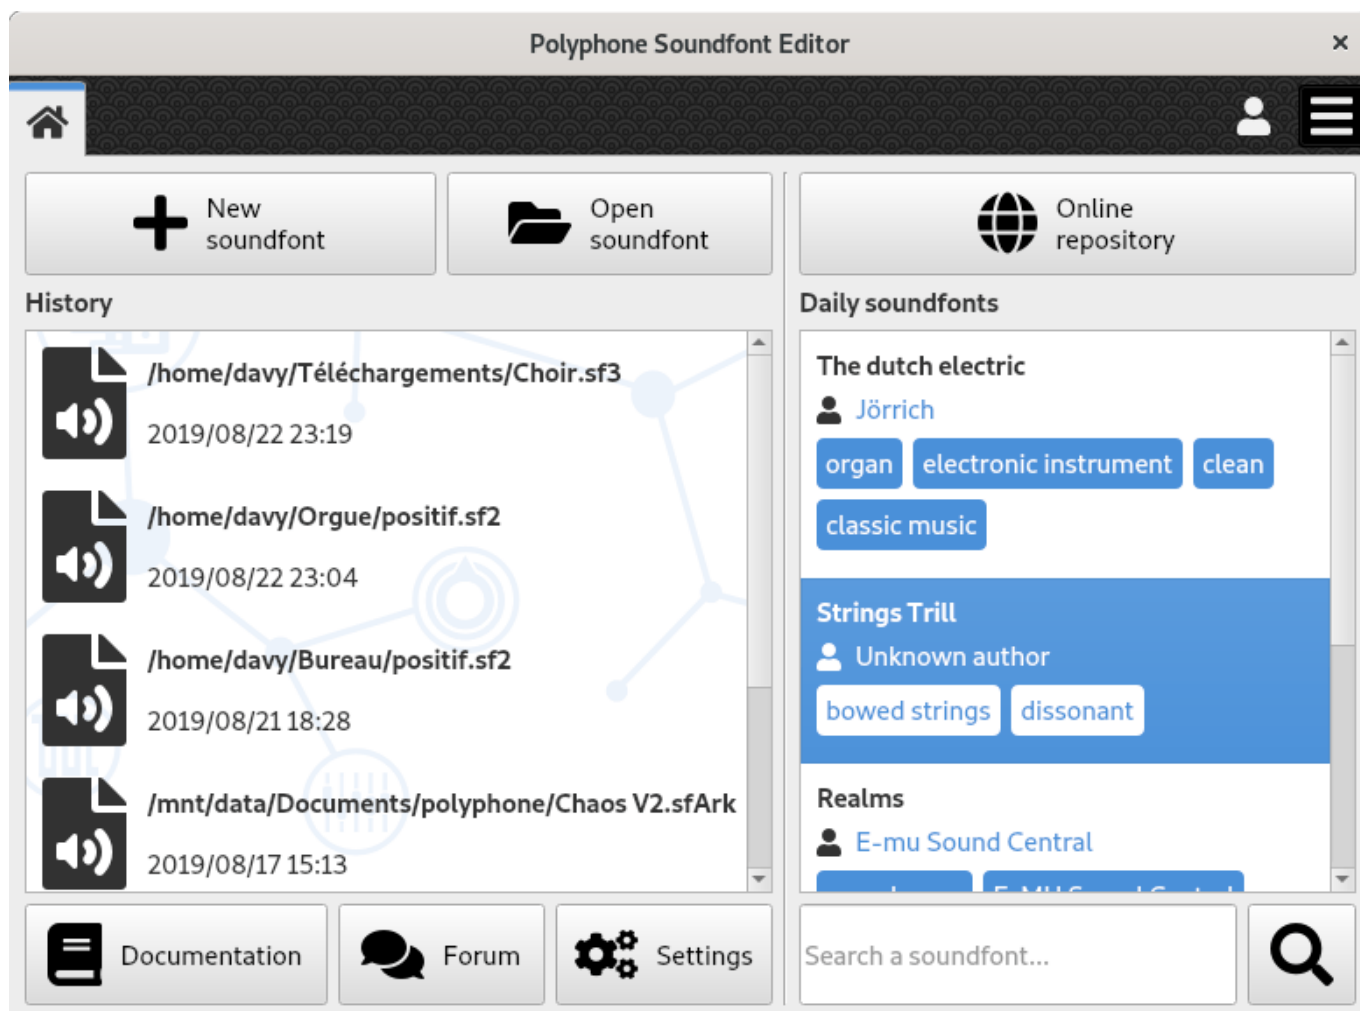 Polyphone Soundfont Editor
New
soundfont
Open
soundfont
Online
repository
History
/home/davy/Téléchargements/Choir.sf3
2019/08/22 23:19
/home/davy/Orgue/positif.sf2
2019/08/22 23:04
/home/davy/Bureau/positif.sf2
2019/08/21 18:28
/mnt/data/Documents/polyphone/Chaos V2.sfArk
2019/08/17 15:13
Daily soundfonts
The dutch electric
Jörrich
organ electronic instrument clean
classic music
Strings Trill
Unknown author
bowed strings dissonant
Realms
E-mu Sound Central
E-MU Sound Central
Documentation
Forum
Settings
Search a soundfont...